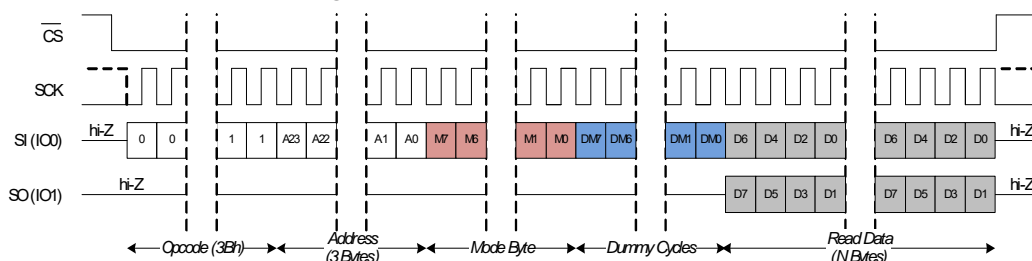 CS
SCK
SI (IO0) hi-Z 0 0 1 1 A23 A22 A1 A0 M7 M6 M1 M0 DM7 DM6 DM1 DM0 D6 D4 D2 D0 D6 D4 D2 D0 hi-Z
SO (IO1) hi-Z D7 D5 D3 D1 D7 D5 D3 D1 hi-Z
Opcode (3Bh) Address Mode Byte Dummy Cycles Read Data
(3 Bytes) (N Bytes)